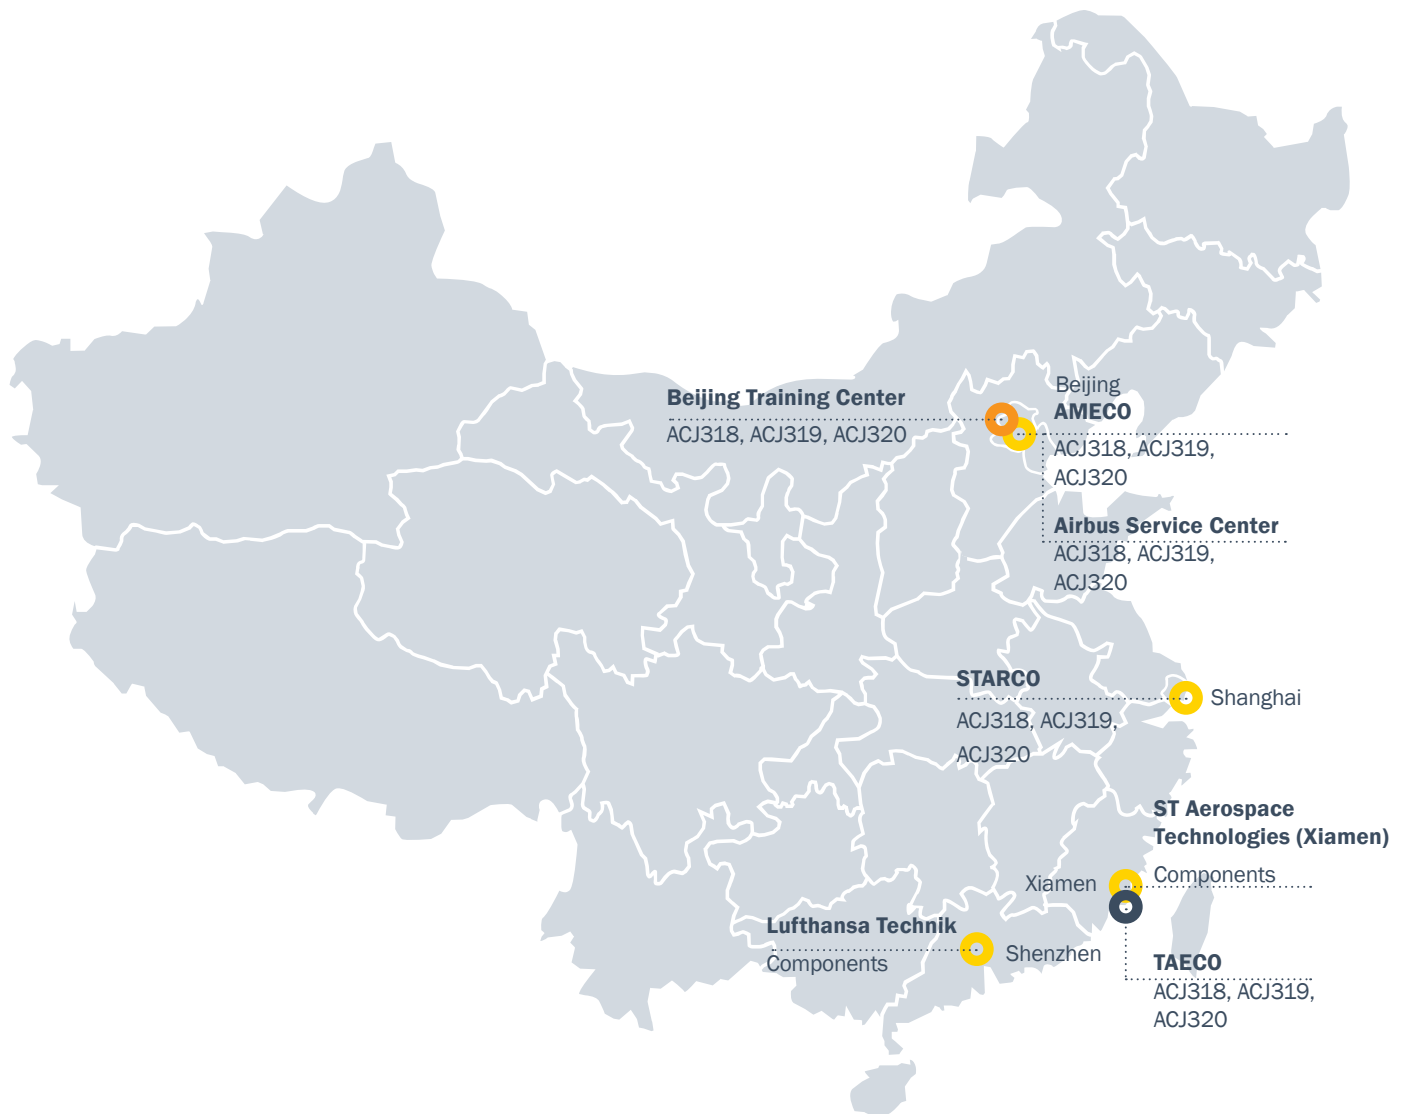 Beijing Training Center
ACJ318, ACJ319, ACJ320
Beijing
AMECO
ACJ318, ACJ319,
ACJ320
Airbus Service Center
ACJ318, ACJ319,
ACJ320
STARCO
ACJ318, ACJ319,
ACJ320
Shanghai
ST Aerospace
Technologies (Xiamen)
Components
Xiamen
Lufthansa Technik
Components
Shenzhen
TAECO
ACJ318, ACJ319,
ACJ320